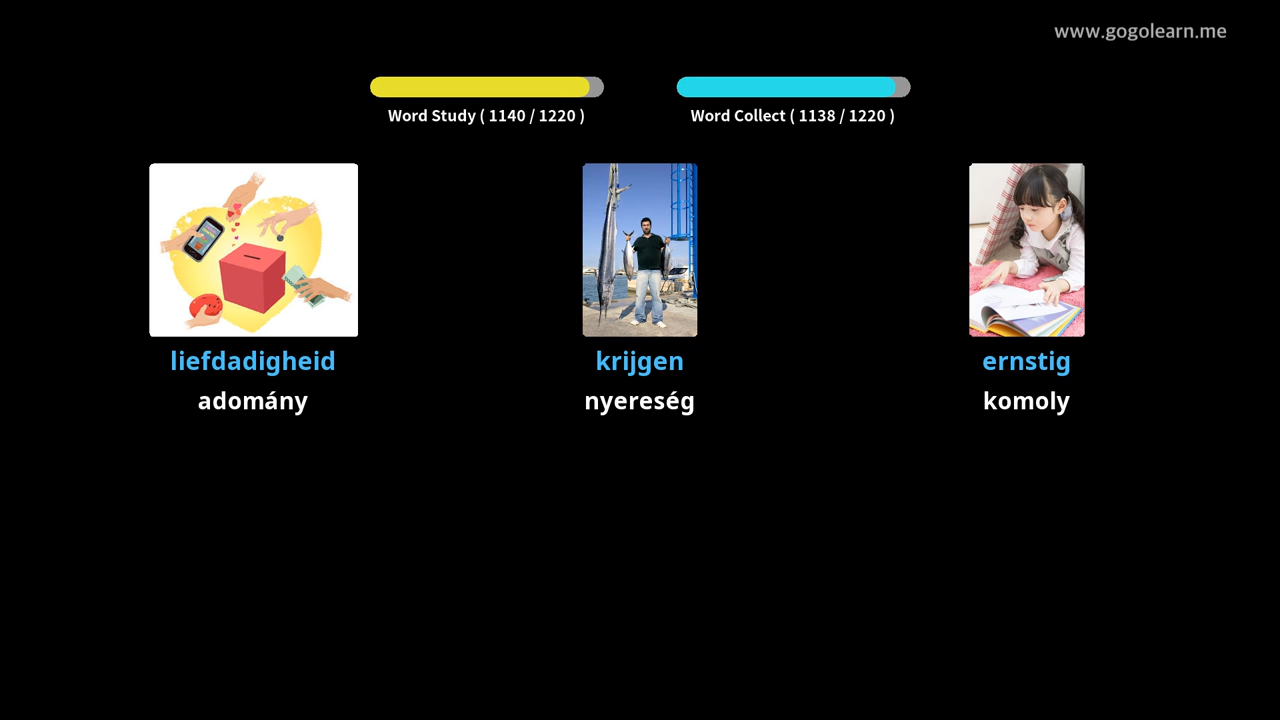 www.gogolearn.me
Word Study ( 1140 / 1220 )
Word Collect ( 1138 / 1220 )
liefdadigheid
krijgen
ernstig
adomány
nyereség
komoly